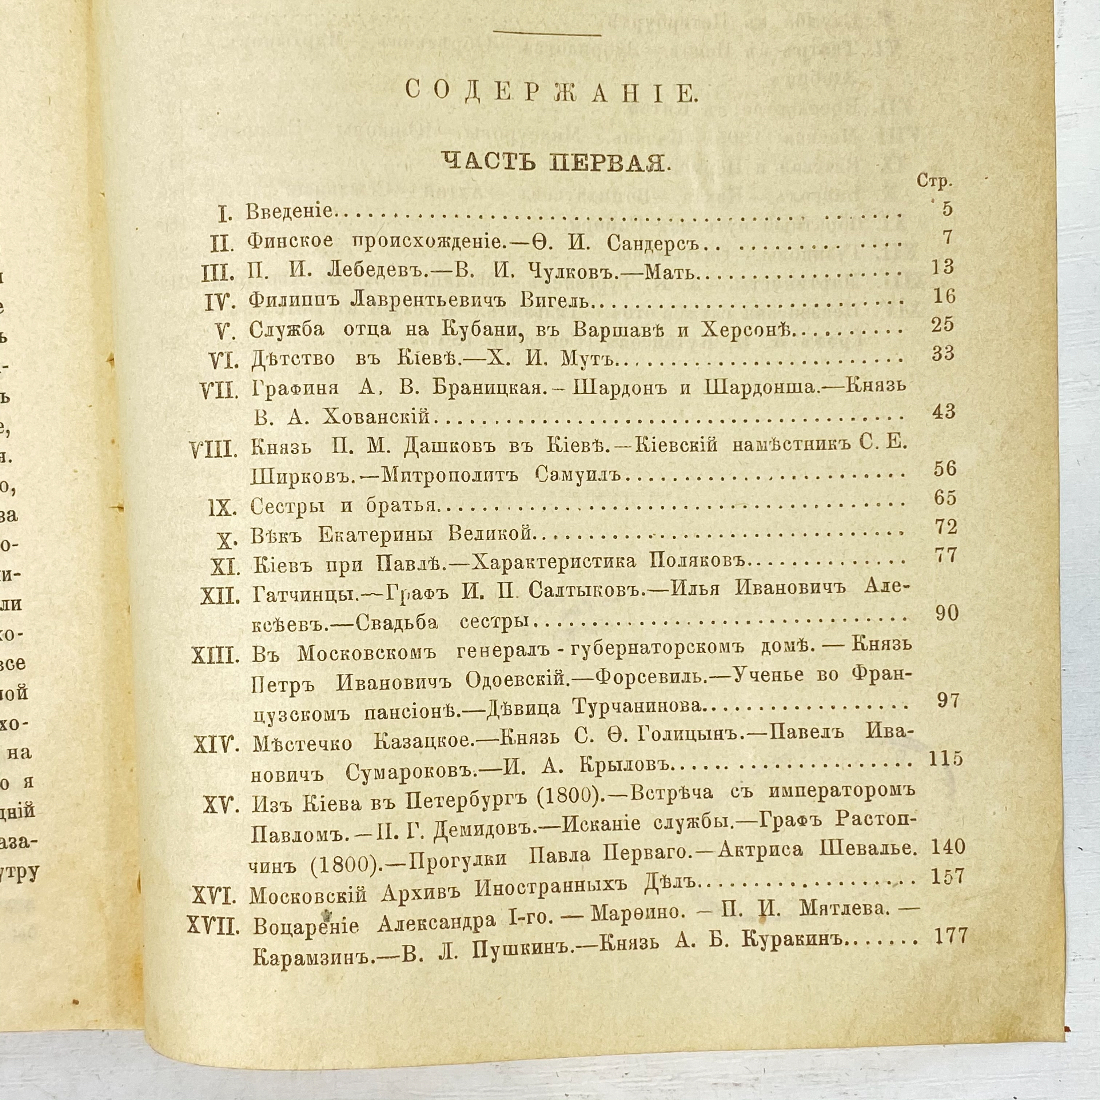 СОДЕРЖАНІЕ.
ЧАСТЬ ПЕРВАЯ.
Стр.
I. Введеніе. 5
II. Финское происхожденіе.—Ѳ. И. Сандерсъ. 7
III. П. И. Лебедевъ.—В. И. Чулковъ.—Мать. 13
IV. Филиппъ Лаврентьевичъ Вигель. 16
V. Служба отца на Кубани, въ Варшавѣ и Херсонѣ. 25
VI. Дѣтство въ Кіевѣ.—Х. И. Мутъ. 33
VII. Графиня А. В. Браницкая.—Шардонъ и Шардонша.—Князь
В. А. Хованскій. 43
VIII. Князь П. М. Дашковъ въ Кіевѣ.—Кіевскій намѣстникъ С. Е.
Ширковъ.—Митрополитъ Самуилъ. 56
IX. Сестры и братья. 65
X. Вѣкъ Екатерины Великой. 72
XI. Кіевъ при Павлѣ.—Характеристика Поляковъ. 77
XII. Гатчинцы.—Графъ И. П. Салтыковъ.—Илья Ивановичъ Але-
ксѣевъ.—Свадьба сестры. 90
XIII. Въ Московскомъ генералъ-губернаторскомъ домѣ.—Князь
Петръ Ивановичъ Одоевскій.—Форсевиль.—Ученье во Фран-
цузскомъ пансіонѣ.—Дѣвица Турчанинова. 97
XIV. Мѣстечко Казацкое.—Князь С. Ѳ. Голицынъ.—Павелъ Ива-
новичъ Сумароковъ.—И. А. Крыловъ. 115
XV. Изъ Кіева въ Петербургъ (1800).—Встрѣча съ императоромъ
Павломъ.—П. Г. Демидовъ.—Исканіе службы.—Графъ Растоп-
чинъ (1800).—Прогулки Павла Перваго.—Актриса Шевалье. 140
XVI. Московскій Архивъ Иностранныхъ Дѣлъ. 157
XVII. Воцареніе Александра I-го.—Марѳино.—П. И. Мятлева.—
Карамзинъ.—В. Л. Пушкинъ.—Князь А. Б. Куракинъ. 177